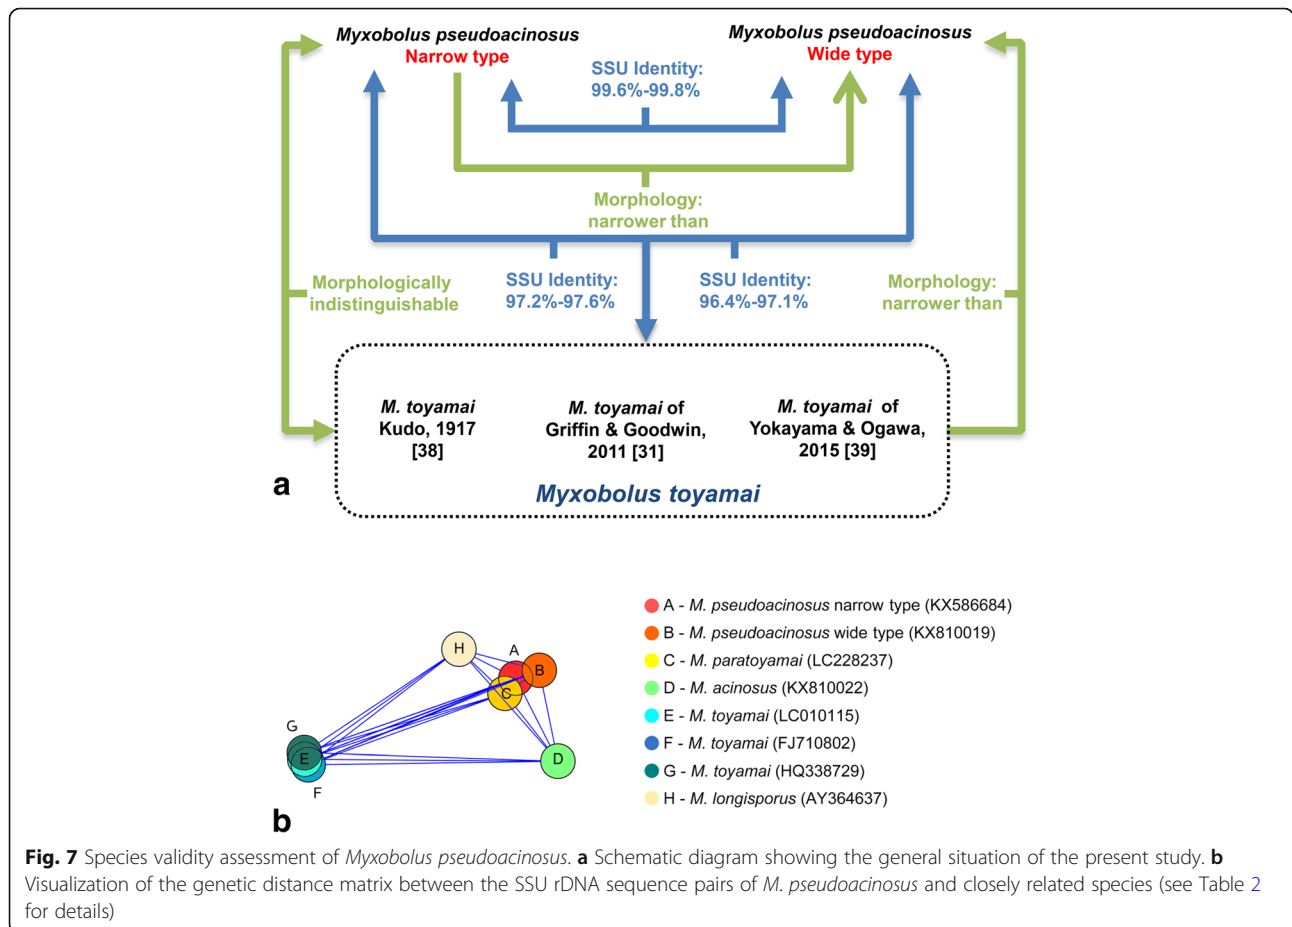 Myxobolus pseudoacinosus
Narrow type
Myxobolus pseudoacinosus
Wide type
SSU Identity:
99.6%-99.8%
Morphology:
narrower than
Morphologically
indistinguishable
SSU Identity:
97.2%-97.6%
SSU Identity:
96.4%-97.1%
Morphology:
narrower than
M. toyamai
Kudo, 1917
[38]
M. toyamai of
Griffin & Goodwin,
2011 [31]
M. toyamai of
Yokayama & Ogawa,
2015 [39]
Myxobolus toyamai
a
H
A
B
C
G
E
F
D
A - M. pseudoacinosus narrow type (KX586684)
B - M. pseudoacinosus wide type (KX810019)
C - M. paratoyamai (LC228237)
D - M. acinosus (KX810022)
E - M. toyamai (LC010115)
F - M. toyamai (FJ710802)
G - M. toyamai (HQ338729)
H - M. longisporus (AY364637)
b
Fig. 7 Species validity assessment of Myxobolus pseudoacinosus. a Schematic diagram showing the general situation of the present study. b
Visualization of the genetic distance matrix between the SSU rDNA sequence pairs of M. pseudoacinosus and closely related species (see Table 2
for details)